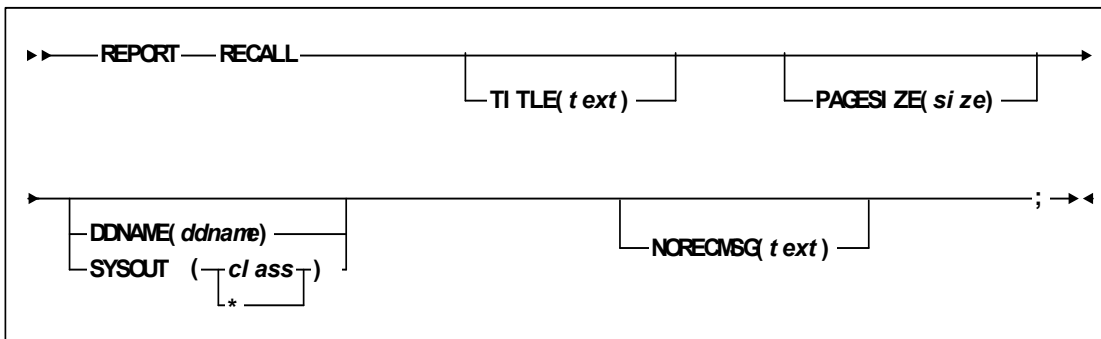 REPORT RECALL
TITLE(text) PAGESIZE(size)
;
DDNAME(ddname)
SYSOUT (class) NORECMSG(text)
*